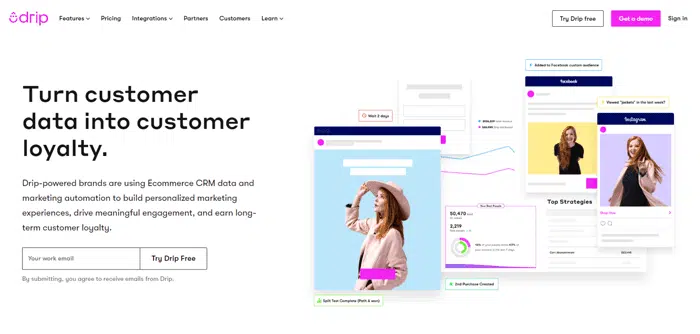 drip
Features
Pricing
Integrations
Partners
Customers
Learn
Try Drip free
Get a demo
Sign in
Turn customer
data into customer
loyalty.
Drip-powered brands are using Ecommerce CRM data and
marketing automation to build personalized marketing
experiences, drive meaningful engagement, and earn long-
term customer loyalty.
Your work email
Try Drip Free
By submitting, you agree to receive emails from Drip.
Wait 2 days
Added to Facebook custom audience
facebook
Viewed "jackets" in the last week?
Instagram
50,470
2,219
Top Strategies
2nd Purchase Created
Split Test Complete (Path A won)